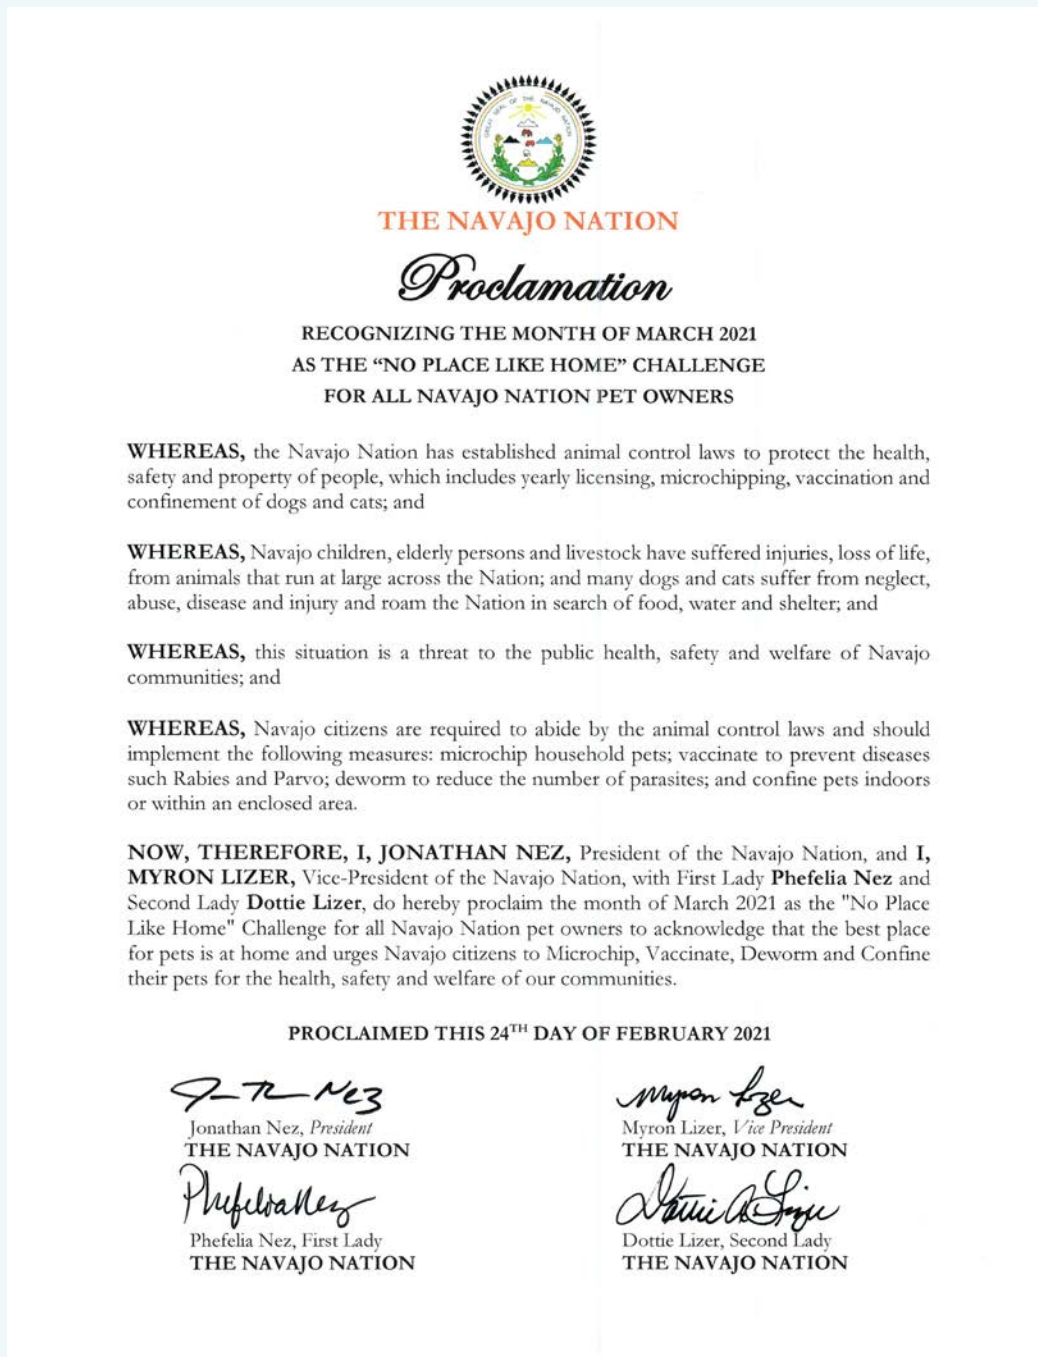 GREAT SEAL OF THE NAVAJO NATION
THE NAVAJO NATION
Proclamation
RECOGNIZING THE MONTH OF MARCH 2021
AS THE “NO PLACE LIKE HOME” CHALLENGE
FOR ALL NAVAJO NATION PET OWNERS
WHEREAS, the Navajo Nation has established animal control laws to protect the health,
safety and property of people, which includes yearly licensing, microchipping, vaccination and
confinement of dogs and cats; and
WHEREAS, Navajo children, elderly persons and livestock have suffered injuries, loss of life,
from animals that run at large across the Nation; and many dogs and cats suffer from neglect,
abuse, disease and injury and roam the Nation in search of food, water and shelter; and
WHEREAS, this situation is a threat to the public health, safety and welfare of Navajo
communities; and
WHEREAS, Navajo citizens are required to abide by the animal control laws and should
implement the following measures: microchip household pets; vaccinate to prevent diseases
such Rabies and Parvo; deworm to reduce the number of parasites; and confine pets indoors
or within an enclosed area.
NOW, THEREFORE, I, JONATHAN NEZ, President of the Navajo Nation, and I,
MYRON LIZER, Vice-President of the Navajo Nation, with First Lady Phefelia Nez and
Second Lady Dottie Lizer, do hereby proclaim the month of March 2021 as the "No Place
Like Home" Challenge for all Navajo Nation pet owners to acknowledge that the best place
for pets is at home and urges Navajo citizens to Microchip, Vaccinate, Deworm and Confine
their pets for the health, safety and welfare of our communities.
PROCLAIMED THIS 24TH DAY OF FEBRUARY 2021
Nez
Myron Lizer
Jonathan Nez, President
Myron Lizer, Vice President
THE NAVAJO NATION
THE NAVAJO NATION
Phefelia Nez
Dottie A Lizer
Phefelia Nez, First Lady
Dottie Lizer, Second Lady
THE NAVAJO NATION
THE NAVAJO NATION